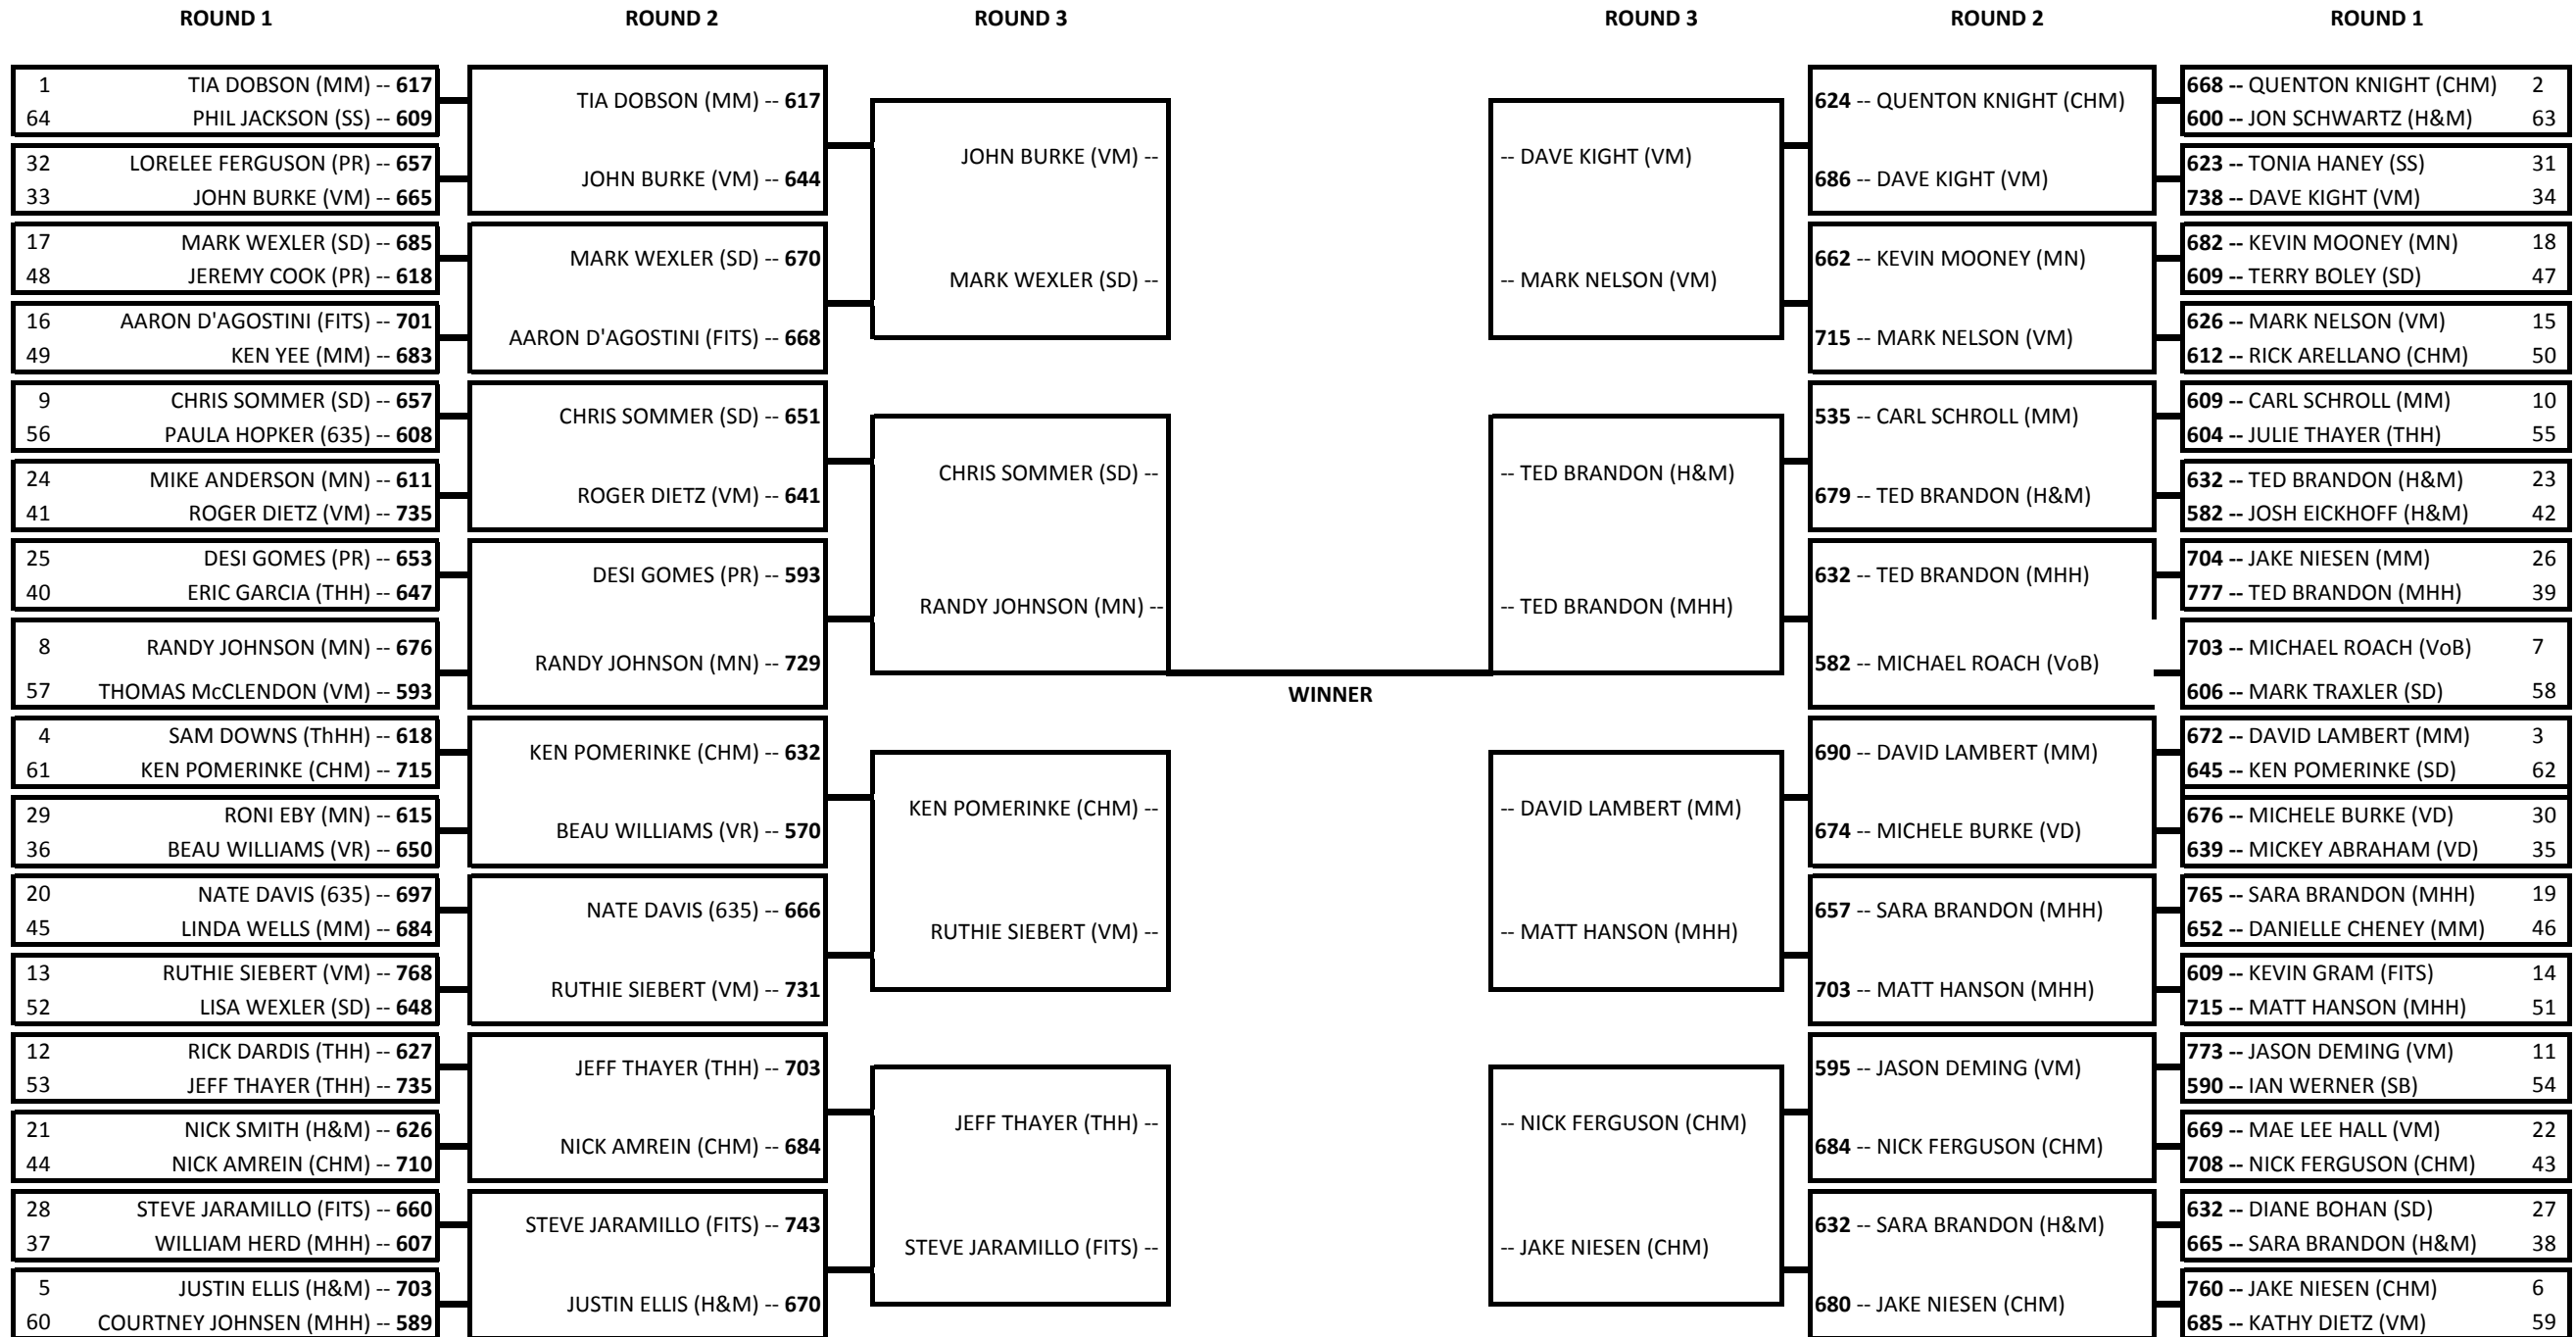 ROUND 1 ROUND 2 ROUND 3 ROUND 3 ROUND 2 ROUND 1
1 TIA DOBSON (MM) -- 617
64 PHIL JACKSON (SS) -- 609
32 LORELEE FERGUSON (PR) -- 657
33 JOHN BURKE (VM) -- 665
17 MARK WEXLER (SD) -- 685
48 JEREMY COOK (PR) -- 618
16 AARON D'AGOSTINI (FITS) -- 701
49 KEN YEE (MM) -- 683
9 CHRIS SOMMER (SD) -- 657
56 PAULA HOPKER (635) -- 608
24 MIKE ANDERSON (MN) -- 611
41 ROGER DIETZ (VM) -- 735
25 DESI GOMES (PR) -- 653
40 ERIC GARCIA (THH) -- 647
8 RANDY JOHNSON (MN) -- 676
57 THOMAS McCLENDON (VM) -- 593
4 SAM DOWNS (ThHH) -- 618
61 KEN POMERINKE (CHM) -- 715
29 RONI EBY (MN) -- 615
36 BEAU WILLIAMS (VR) -- 650
20 NATE DAVIS (635) -- 697
45 LINDA WELLS (MM) -- 684
13 RUTHIE SIEBERT (VM) -- 768
52 LISA WEXLER (SD) -- 648
12 RICK DARDIS (THH) -- 627
53 JEFF THAYER (THH) -- 735
21 NICK SMITH (H&M) -- 626
44 NICK AMREIN (CHM) -- 710
28 STEVE JARAMILLO (FITS) -- 660
37 WILLIAM HERD (MHH) -- 607
5 JUSTIN ELLIS (H&M) -- 703
60 COURTNEY JOHNSEN (MHH) -- 589
TIA DOBSON (MM) -- 617
JOHN BURKE (VM) -- 644
MARK WEXLER (SD) -- 670
AARON D'AGOSTINI (FITS) -- 668
CHRIS SOMMER (SD) -- 651
ROGER DIETZ (VM) -- 641
DESI GOMES (PR) -- 593
RANDY JOHNSON (MN) -- 729
KEN POMERINKE (CHM) -- 632
BEAU WILLIAMS (VR) -- 570
NATE DAVIS (635) -- 666
RUTHIE SIEBERT (VM) -- 731
JEFF THAYER (THH) -- 703
NICK AMREIN (CHM) -- 684
STEVE JARAMILLO (FITS) -- 743
JUSTIN ELLIS (H&M) -- 670
JOHN BURKE (VM) --
MARK WEXLER (SD) --
CHRIS SOMMER (SD) --
RANDY JOHNSON (MN) --
KEN POMERINKE (CHM) --
RUTHIE SIEBERT (VM) --
JEFF THAYER (THH) --
STEVE JARAMILLO (FITS) --
WINNER
-- DAVE KIGHT (VM)
-- MARK NELSON (VM)
-- TED BRANDON (H&M)
-- TED BRANDON (MHH)
-- DAVID LAMBERT (MM)
-- MATT HANSON (MHH)
-- NICK FERGUSON (CHM)
-- JAKE NIESEN (CHM)
624 -- QUENTON KNIGHT (CHM)
686 -- DAVE KIGHT (VM)
662 -- KEVIN MOONEY (MN)
715 -- MARK NELSON (VM)
535 -- CARL SCHROLL (MM)
679 -- TED BRANDON (H&M)
632 -- TED BRANDON (MHH)
582 -- MICHAEL ROACH (VoB)
690 -- DAVID LAMBERT (MM)
674 -- MICHELE BURKE (VD)
657 -- SARA BRANDON (MHH)
703 -- MATT HANSON (MHH)
595 -- JASON DEMING (VM)
684 -- NICK FERGUSON (CHM)
632 -- SARA BRANDON (H&M)
680 -- JAKE NIESEN (CHM)
668 -- QUENTON KNIGHT (CHM) 2
600 -- JON SCHWARTZ (H&M) 63
623 -- TONIA HANEY (SS) 31
738 -- DAVE KIGHT (VM) 34
682 -- KEVIN MOONEY (MN) 18
609 -- TERRY BOLEY (SD) 47
626 -- MARK NELSON (VM) 15
612 -- RICK ARELLANO (CHM) 50
609 -- CARL SCHROLL (MM) 10
604 -- JULIE THAYER (THH) 55
632 -- TED BRANDON (H&M) 23
582 -- JOSH EICKHOFF (H&M) 42
704 -- JAKE NIESEN (MM) 26
777 -- TED BRANDON (MHH) 39
703 -- MICHAEL ROACH (VoB) 7
606 -- MARK TRAXLER (SD) 58
672 -- DAVID LAMBERT (MM) 3
645 -- KEN POMERINKE (SD) 62
676 -- MICHELE BURKE (VD) 30
639 -- MICKEY ABRAHAM (VD) 35
765 -- SARA BRANDON (MHH) 19
652 -- DANIELLE CHENEY (MM) 46
609 -- KEVIN GRAM (FITS) 14
715 -- MATT HANSON (MHH) 51
773 -- JASON DEMING (VM) 11
590 -- IAN WERNER (SB) 54
669 -- MAE LEE HALL (VM) 22
708 -- NICK FERGUSON (CHM) 43
632 -- DIANE BOHAN (SD) 27
665 -- SARA BRANDON (H&M) 38
760 -- JAKE NIESEN (CHM) 6
685 -- KATHY DIETZ (VM) 59